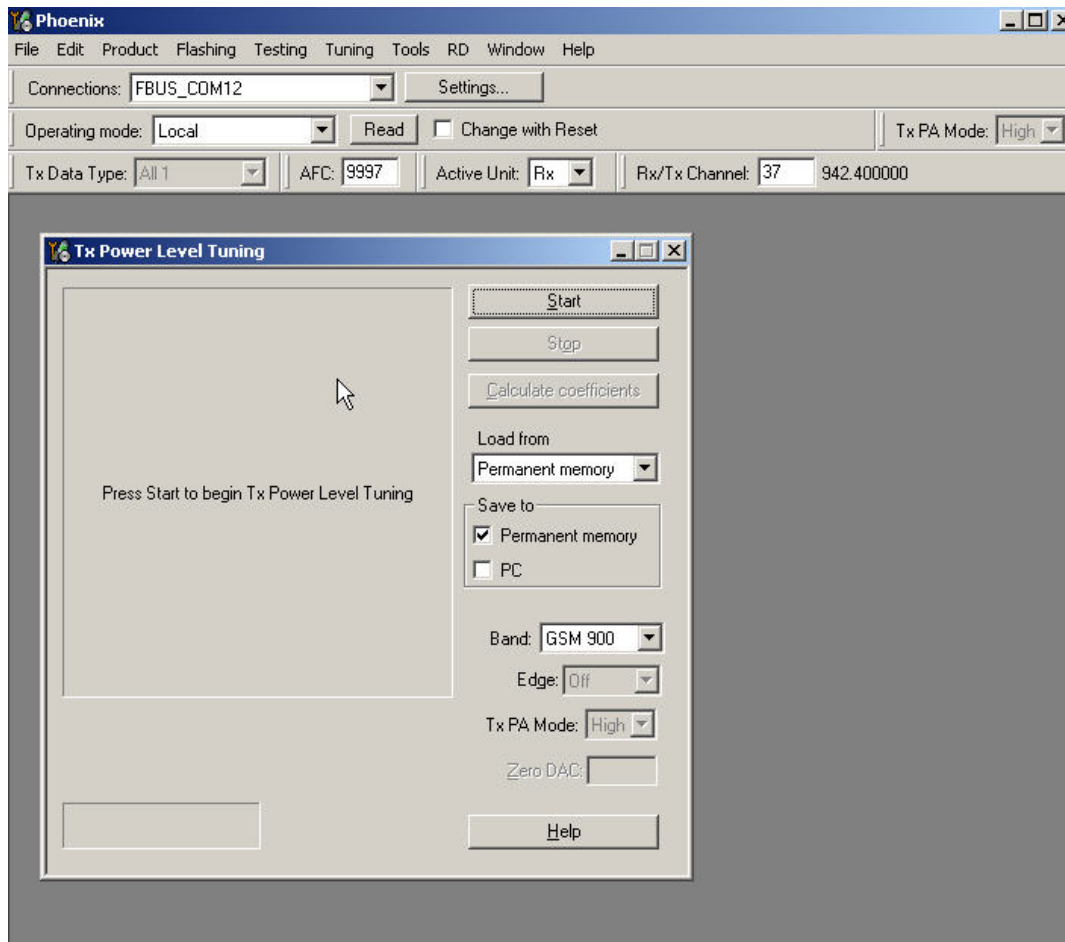 Phoenix
File Edit Product Flashing Testing Tuning Tools RD Window Help
Connections: FBUS_COM12 Settings...
Operating mode: Local Read Change with Reset Tx PA Mode: High
Tx Data Type: All 1 AFC: 9997 Active Unit: Rx Rx/Tx Channel: 37 942.400000
Tx Power Level Tuning
Start
Stop
Calculate coefficients
Load from
Permanent memory
Press Start to begin Tx Power Level Tuning
Save to
Permanent memory
PC
Band: GSM 900
Edge: Off
Tx PA Mode: High
Zero DAC:
Help